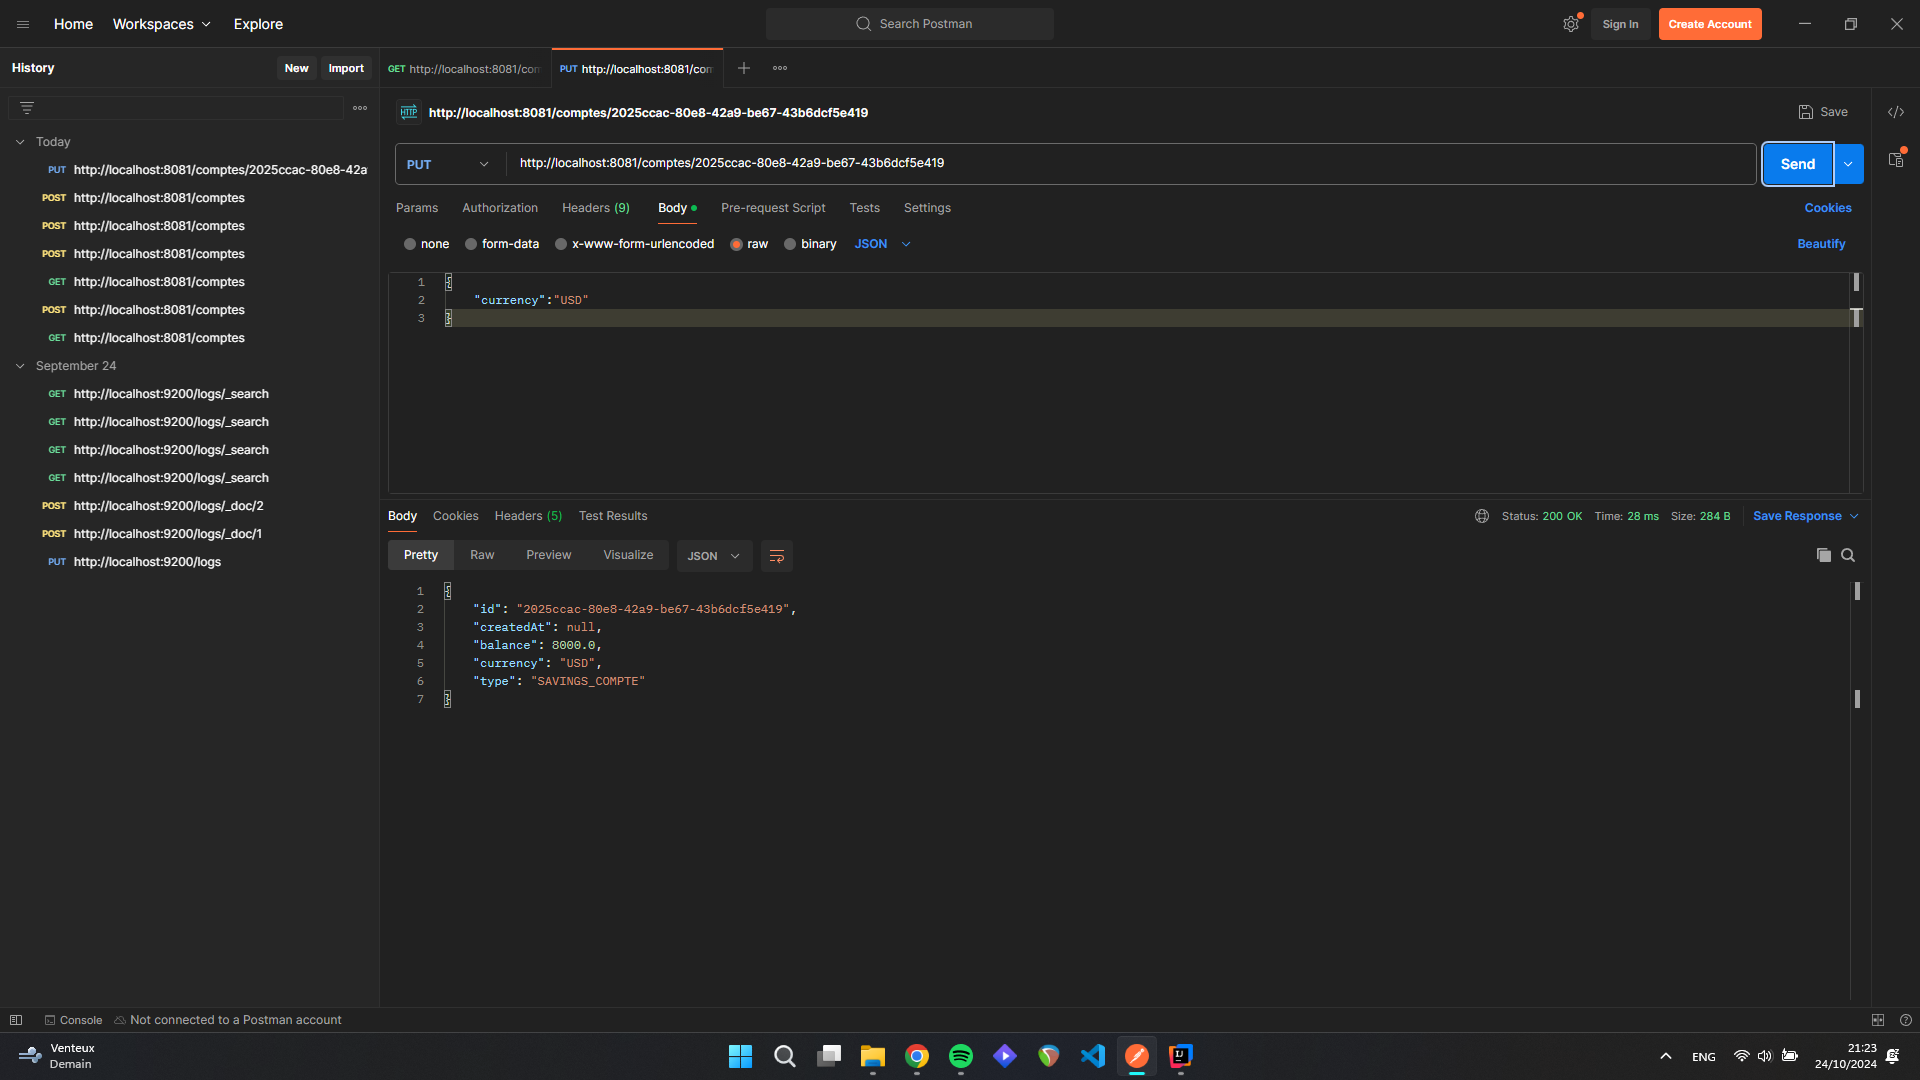 Home
Workspaces
Explore
Search Postman
Sign In
Create Account
History
New
Import
GET http://localhost:8081/com
PUT http://localhost:8081/com
HTTP http://localhost:8081/comptes/2025ccac-80e8-42a9-be67-43b6dcf5e419
Save
Today
PUT http://localhost:8081/comptes/2025ccac-80e8-42a
POST http://localhost:8081/comptes
POST http://localhost:8081/comptes
POST http://localhost:8081/comptes
GET http://localhost:8081/comptes
POST http://localhost:8081/comptes
GET http://localhost:8081/comptes
September 24
GET http://localhost:9200/logs/_search
GET http://localhost:9200/logs/_search
GET http://localhost:9200/logs/_search
GET http://localhost:9200/logs/_search
POST http://localhost:9200/logs/_doc/2
POST http://localhost:9200/logs/_doc/1
PUT http://localhost:9200/logs
PUT http://localhost:8081/comptes/2025ccac-80e8-42a9-be67-43b6dcf5e419
Send
Params Authorization Headers (9) Body Pre-request Script Tests Settings
Cookies
none form-data x-www-form-urlencoded raw binary JSON
Beautify
1 {
2 "currency":"USD"
3 }
Body Cookies Headers (5) Test Results
Status: 200 OK Time: 28 ms Size: 284 B Save Response
Pretty Raw Preview Visualize JSON
1 {
2 "id": "2025ccac-80e8-42a9-be67-43b6dcf5e419",
3 "createdAt": null,
4 "balance": 8000.0,
5 "currency": "USD",
6 "type": "SAVINGS_COMPTE"
7 }
Console Not connected to a Postman account
Venteux
Demain
IJ
ENG
21:23
24/10/2024